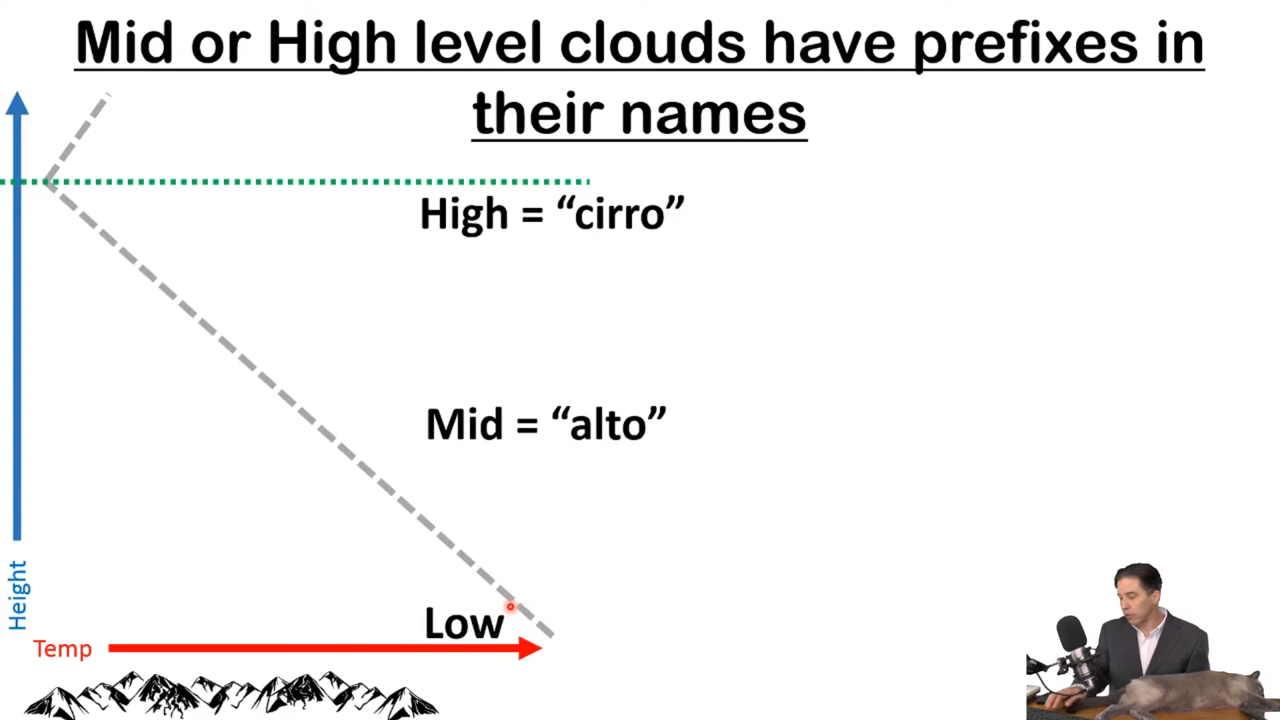 Mid or High level clouds have prefixes in
their names
High = “cirro”
Mid = “alto”
Low
Height
Temp